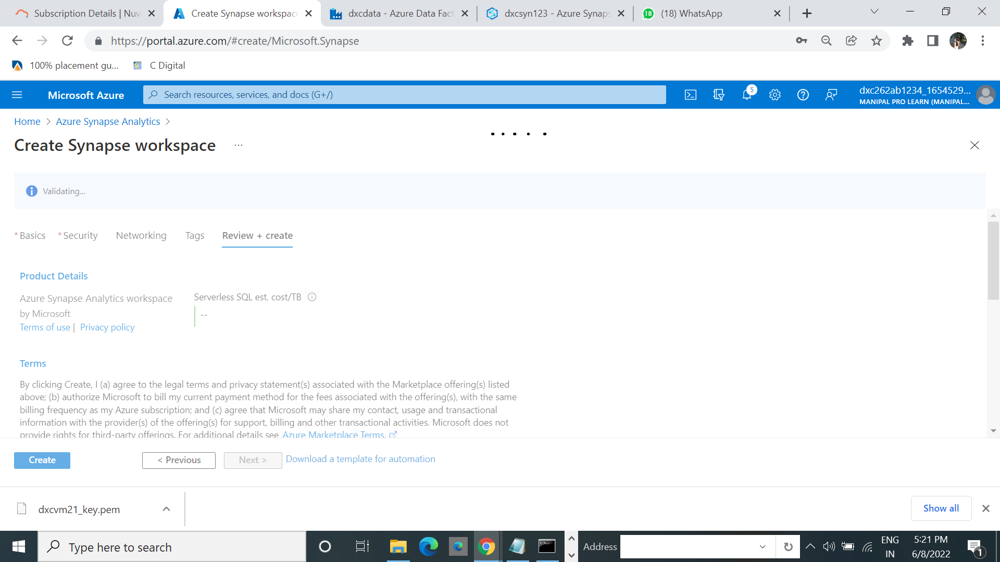 Subscription Details | Nuv
Create Synapse workspace
dxcdata - Azure Data Fact
dxcsyn123 - Azure Synaps
18
(18) WhatsApp
https://portal.azure.com/#create/Microsoft.Synapse
100% placement gu...
C Digital
Microsoft Azure
Search resources, services, and docs (G+/)
5
dxc262ab1234_1654529...
MANIPAL PRO LEARN (MANIPAL...
Home > Azure Synapse Analytics >
Create Synapse workspace ...
Validating...
* Basics
* Security
Networking
Tags
Review + create
Product Details
Azure Synapse Analytics workspace
by Microsoft
Terms of use | Privacy policy
Serverless SQL est. cost/TB
--
Terms
By clicking Create, I (a) agree to the legal terms and privacy statement(s) associated with the Marketplace offering(s) listed
above; (b) authorize Microsoft to bill my current payment method for the fees associated with the offering(s), with the same
billing frequency as my Azure subscription; and (c) agree that Microsoft may share my contact, usage and transactional
information with the provider(s) of the offering(s) for support, billing and other transactional activities. Microsoft does not
provide rights for third-party offerings. For additional details see Azure Marketplace Terms.
Create
< Previous
Next >
Download a template for automation
dxcvm21_key.pem
Show all
Type here to search
Address
ENG
IN
5:21 PM
6/8/2022
1